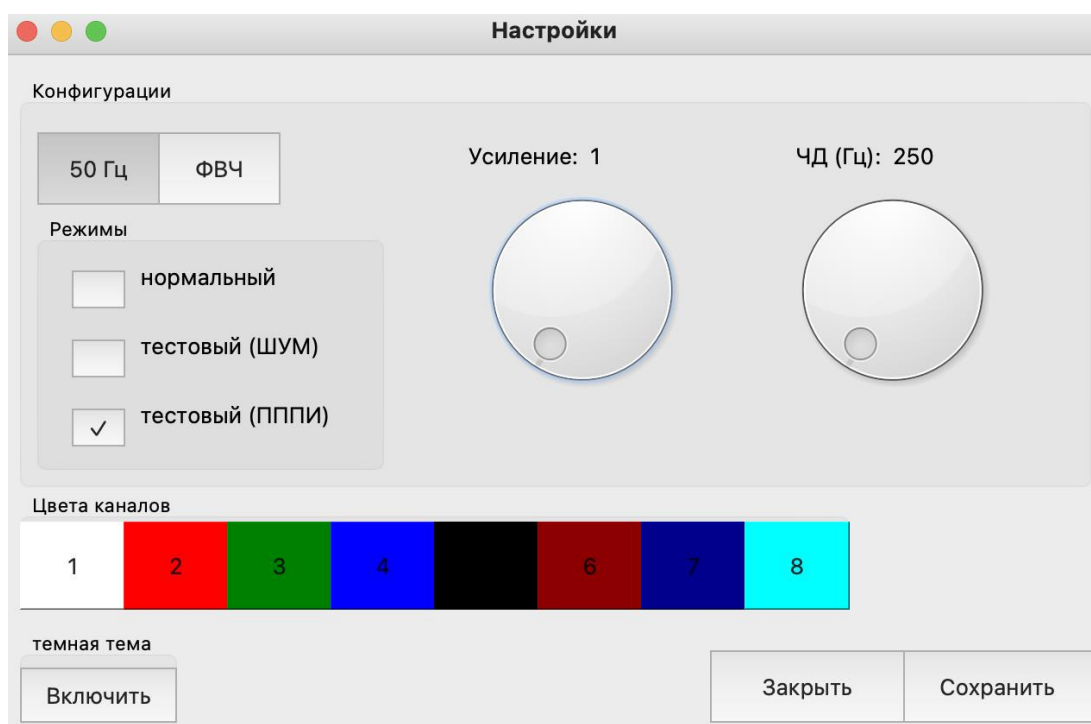 Настройки
Конфигурации
50 Гц ФВЧ
Усиление: 1
ЧД (Гц): 250
Режимы
нормальный
тестовый (ШУМ)
тестовый (ПППИ)
Цвета каналов
1 2 3 4 6 7 8
темная тема
Включить
Закрыть Сохранить